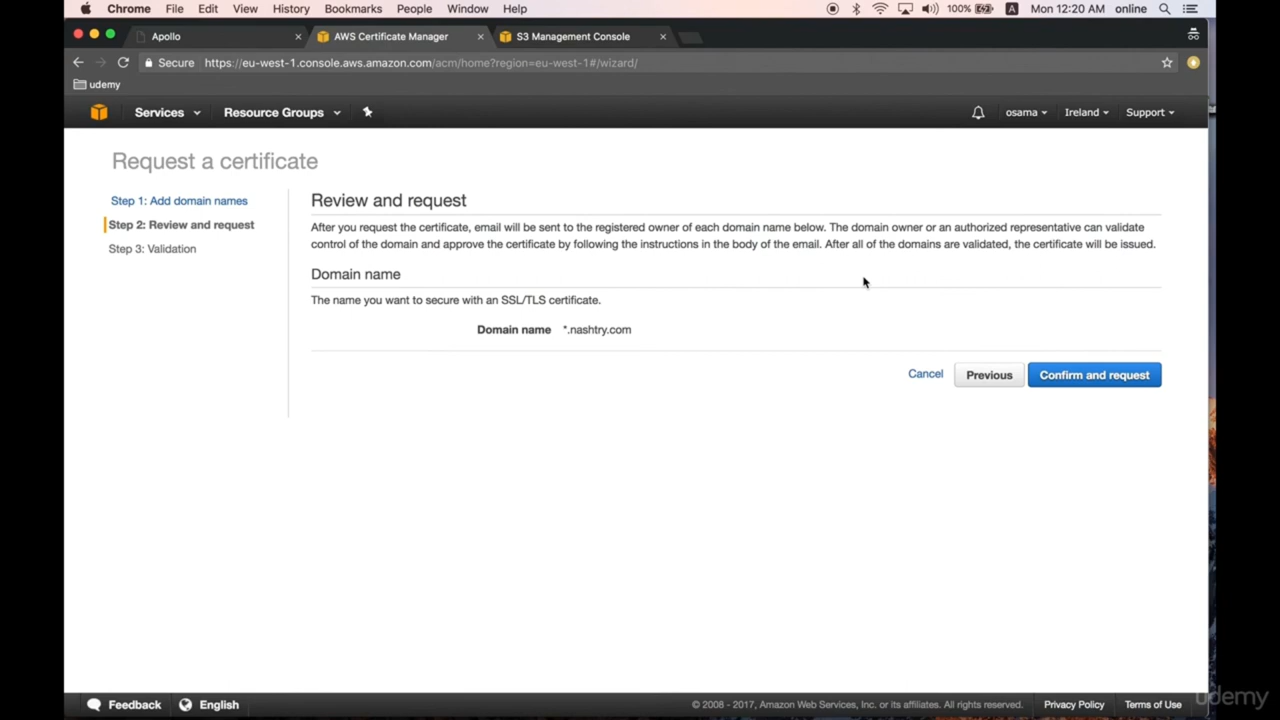 Chrome File Edit View History Bookmarks People Window Help 100% A Mon 12:20 AM online
Apollo AWS Certificate Manager S3 Management Console
Secure https://eu-west-1.console.aws.amazon.com/acm/home?region=eu-west-1#/wizard/
udemy
Services Resource Groups osama Ireland Support
Request a certificate
Step 1: Add domain names
Step 2: Review and request
Step 3: Validation
Review and request
After you request the certificate, email will be sent to the registered owner of each domain name below. The domain owner or an authorized representative can validate
control of the domain and approve the certificate by following the instructions in the body of the email. After all of the domains are validated, the certificate will be issued.
Domain name
The name you want to secure with an SSL/TLS certificate.
Domain name *.nashtry.com
Cancel Previous Confirm and request
Feedback English © 2008 - 2017, Amazon Web Services, Inc. or its affiliates. All rights reserved. Privacy Policy Terms of Use
udemy